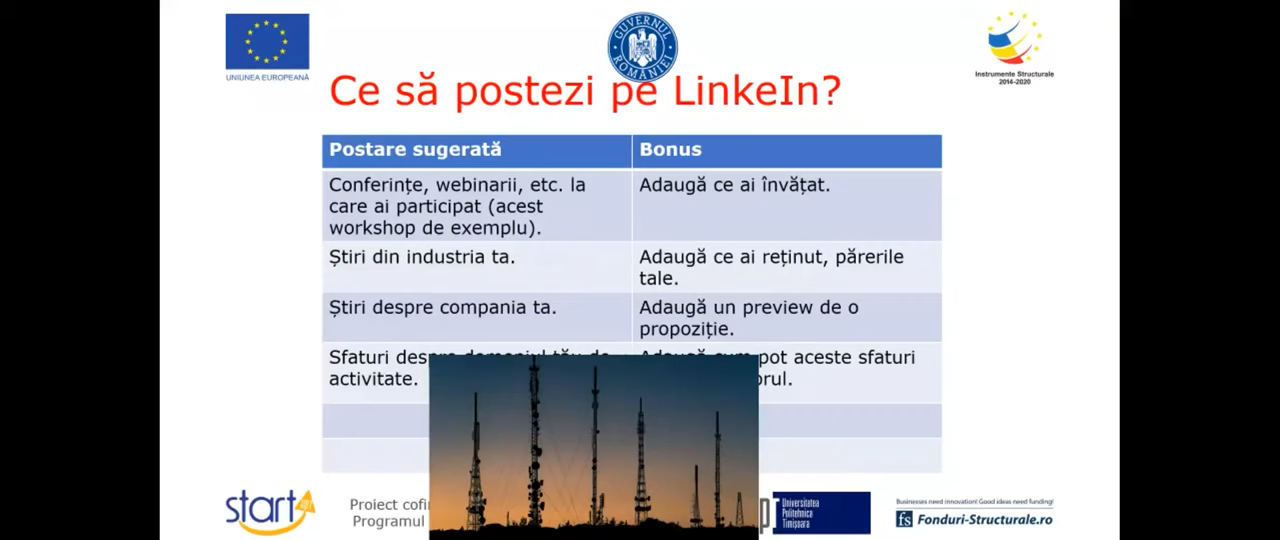 UNIUNEA EUROPEANĂ
GUVERNUL ROMÂNIEI
Instrumente Structurale
2014-2020
Ce să postezi pe LinkeIn?
Postare sugerată
Bonus
Conferințe, webinarii, etc. la
care ai participat (acest
workshop de exemplu).
Adaugă ce ai învățat.
Știri din industria ta.
Adaugă ce ai reținut, părerile
tale.
Știri despre compania ta.
Adaugă un preview de o
propoziție.
Sfaturi
activitate.
pot aceste sfaturi
start
Proiect
Programul
Universitatea
Politehnica
Timișoara
Businesses need innovation! Good ideas need funding!
fs Fonduri-Structurale.ro